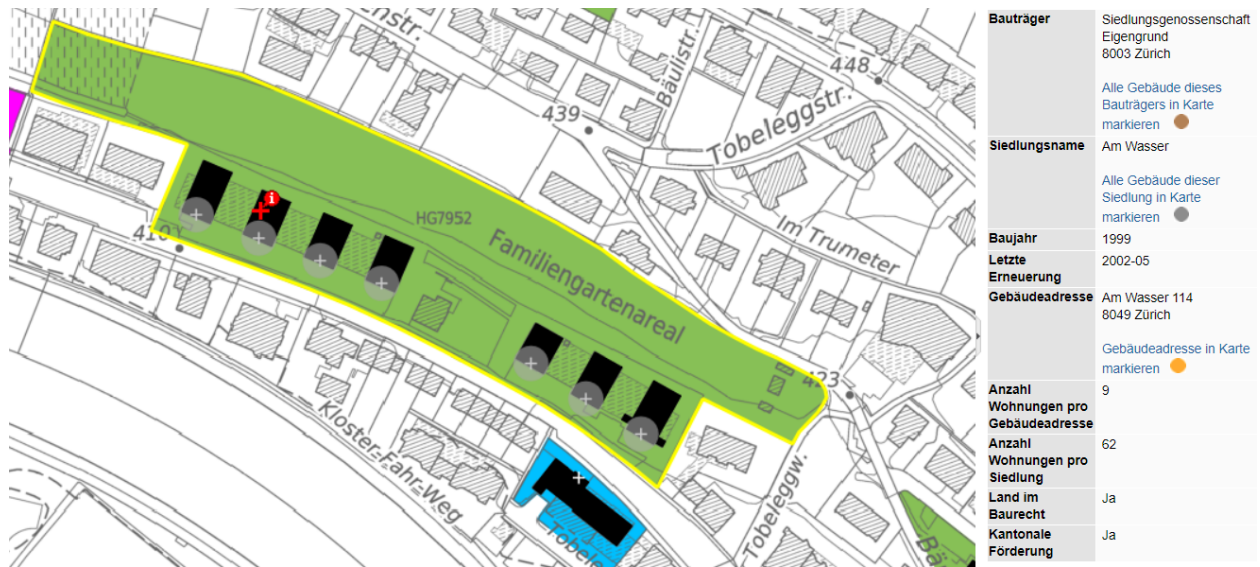 enstr.
Bäulistr.
448
439
Tobeleggstr.
Im Trumeter
HG7952
Familiengartenareal
410
423
Kloster-Fahr-Weg
Tobeleggw.
Tobele
Bä
i
Bauträger Siedlungsgenossenschaft
Eigengrund
8003 Zürich
Alle Gebäude dieses
Bauträgers in Karte
markieren
Siedlungsname Am Wasser
Alle Gebäude dieser
Siedlung in Karte
markieren
Baujahr 1999
Letzte 2002-05
Erneuerung
Gebäudeadresse Am Wasser 114
8049 Zürich
Gebäudeadresse in Karte
markieren
Anzahl 9
Wohnungen pro
Gebäudeadresse
Anzahl 62
Wohnungen pro
Siedlung
Land im Ja
Baurecht
Kantonale Ja
Förderung